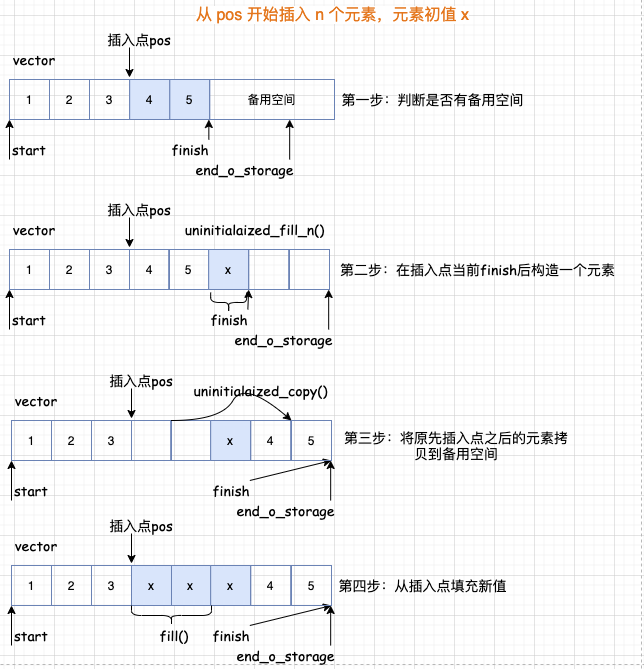 从 pos 开始插入 n 个元素，元素初值 x
插入点pos
vector
1 2 3 4 5 备用空间
第一步：判断是否有备用空间
start
finish
end_o_storage
插入点pos
vector
uninitialaized_fill_n()
1 2 3 4 5 x
第二步：在插入点当前finish后构造一个元素
start
finish
end_o_storage
插入点pos
vector
uninitialaized_copy()
1 2 3 x 4 5
第三步：将原先插入点之后的元素拷
贝到备用空间
start
finish
end_o_storage
插入点pos
vector
1 2 3 x x x 4 5
第四步：从插入点填充新值
start
fill()
finish
end_o_storage